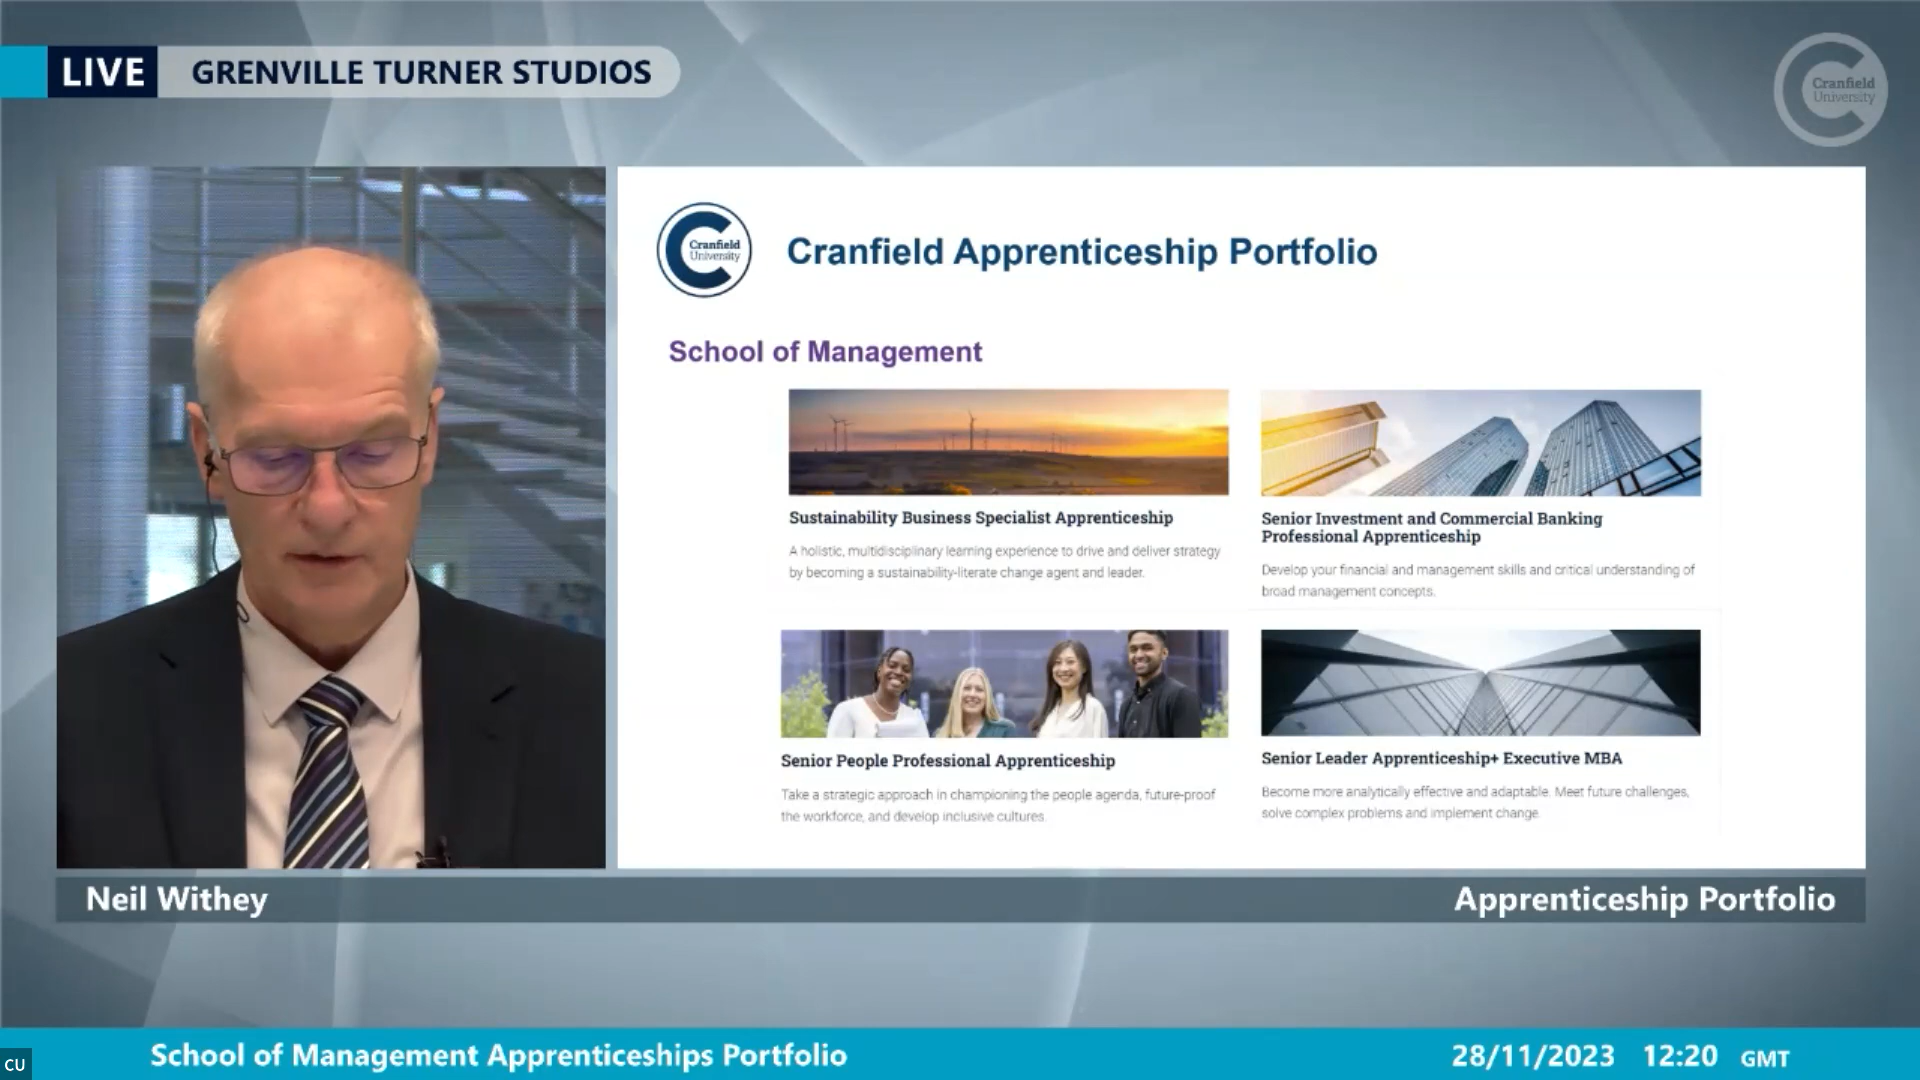 LIVE
GRENVILLE TURNER STUDIOS
Cranfield
University
Cranfield
University
Cranfield Apprenticeship Portfolio
School of Management
Sustainability Business Specialist Apprenticeship
A holistic, multidisciplinary learning experience to drive and deliver strategy
by becoming a sustainability-literate change agent and leader.
Senior Investment and Commercial Banking
Professional Apprenticeship
Develop your financial and management skills and critical understanding of
broad management concepts.
Senior People Professional Apprenticeship
Take a strategic approach in championing the people agenda, future-proof
the workforce, and develop inclusive cultures.
Senior Leader Apprenticeship+ Executive MBA
Become more analytically effective and adaptable. Meet future challenges,
solve complex problems and implement change.
Neil Withey
Apprenticeship Portfolio
School of Management Apprenticeships Portfolio
28/11/2023 12:20 GMT
CU